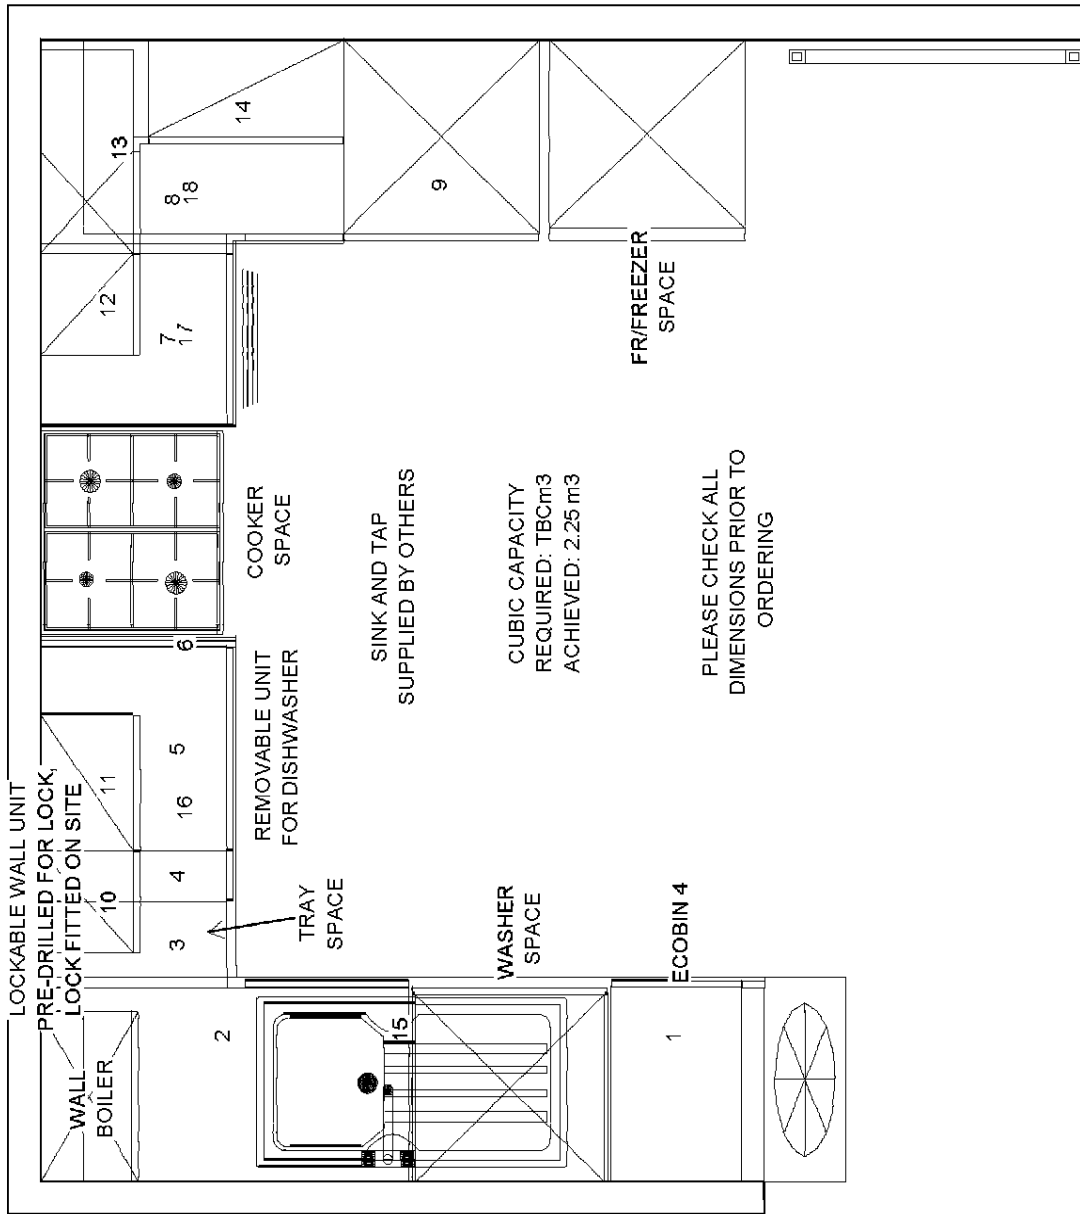 LOCKABLE WALL UNIT
PRE-DRILLED FOR LOCK,
LOCK FITTED ON SITE
WALL
BOILER
2
3
10
4
11
16
5
6
12
7
17
13
8
18
14
9
TRAY
SPACE
REMOVABLE UNIT
FOR DISHWASHER
COOKER
SPACE
15
WASHER
SPACE
1
ECOBIN 4
SINK AND TAP
SUPPLIED BY OTHERS
CUBIC CAPACITY
REQUIRED: TBCm3
ACHIEVED: 2.25 m3
FR/FREEZER
SPACE
PLEASE CHECK ALL
DIMENSIONS PRIOR TO
ORDERING